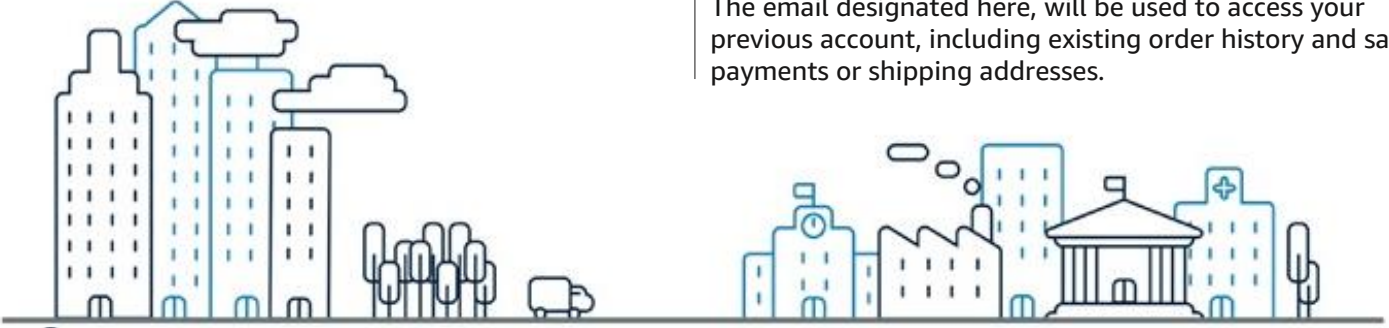 The email designated here, will be used to access your
previous account, including existing order history and sa
payments or shipping addresses.